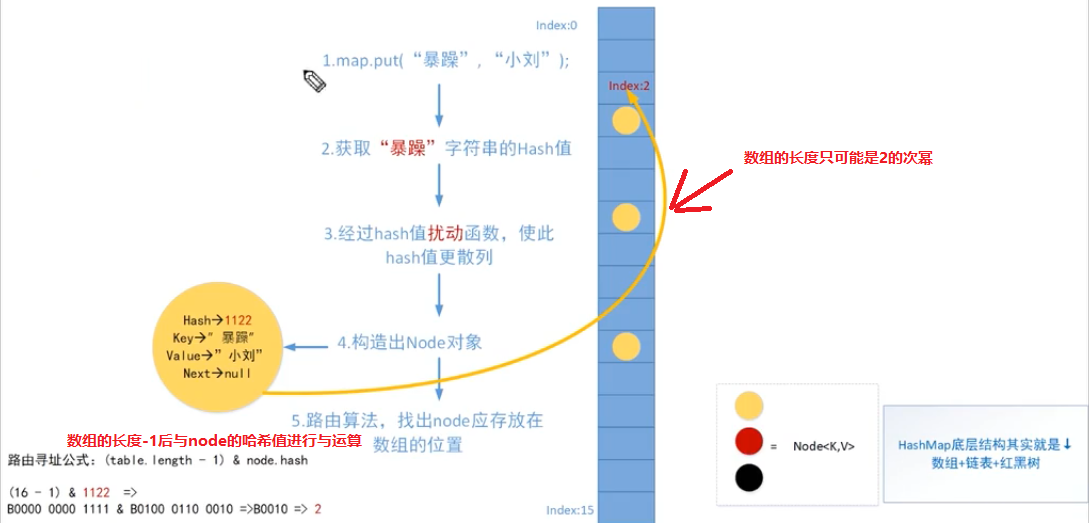 Index:0
1.map.put(“暴躁”, “小刘”);
Index:2
2.获取“暴躁”字符串的Hash值
数组的长度只可能是2的次幂
3.经过hash值扰动函数，使此
hash值更散列
Hash→1122
Key→”暴躁”
Value→”小刘”
Next→null
4.构造出Node对象
5.路由算法，找出node应存放在
数组的位置
数组的长度-1后与node的哈希值进行与运算
路由寻址公式：(table.length - 1) & node.hash
(16 - 1) & 1122 =>
B0000 0000 1111 & B0100 0110 0010 =>B0010 => 2
Index:15
= Node<K,V>
HashMap底层结构其实就是↓
数组+链表+红黑树